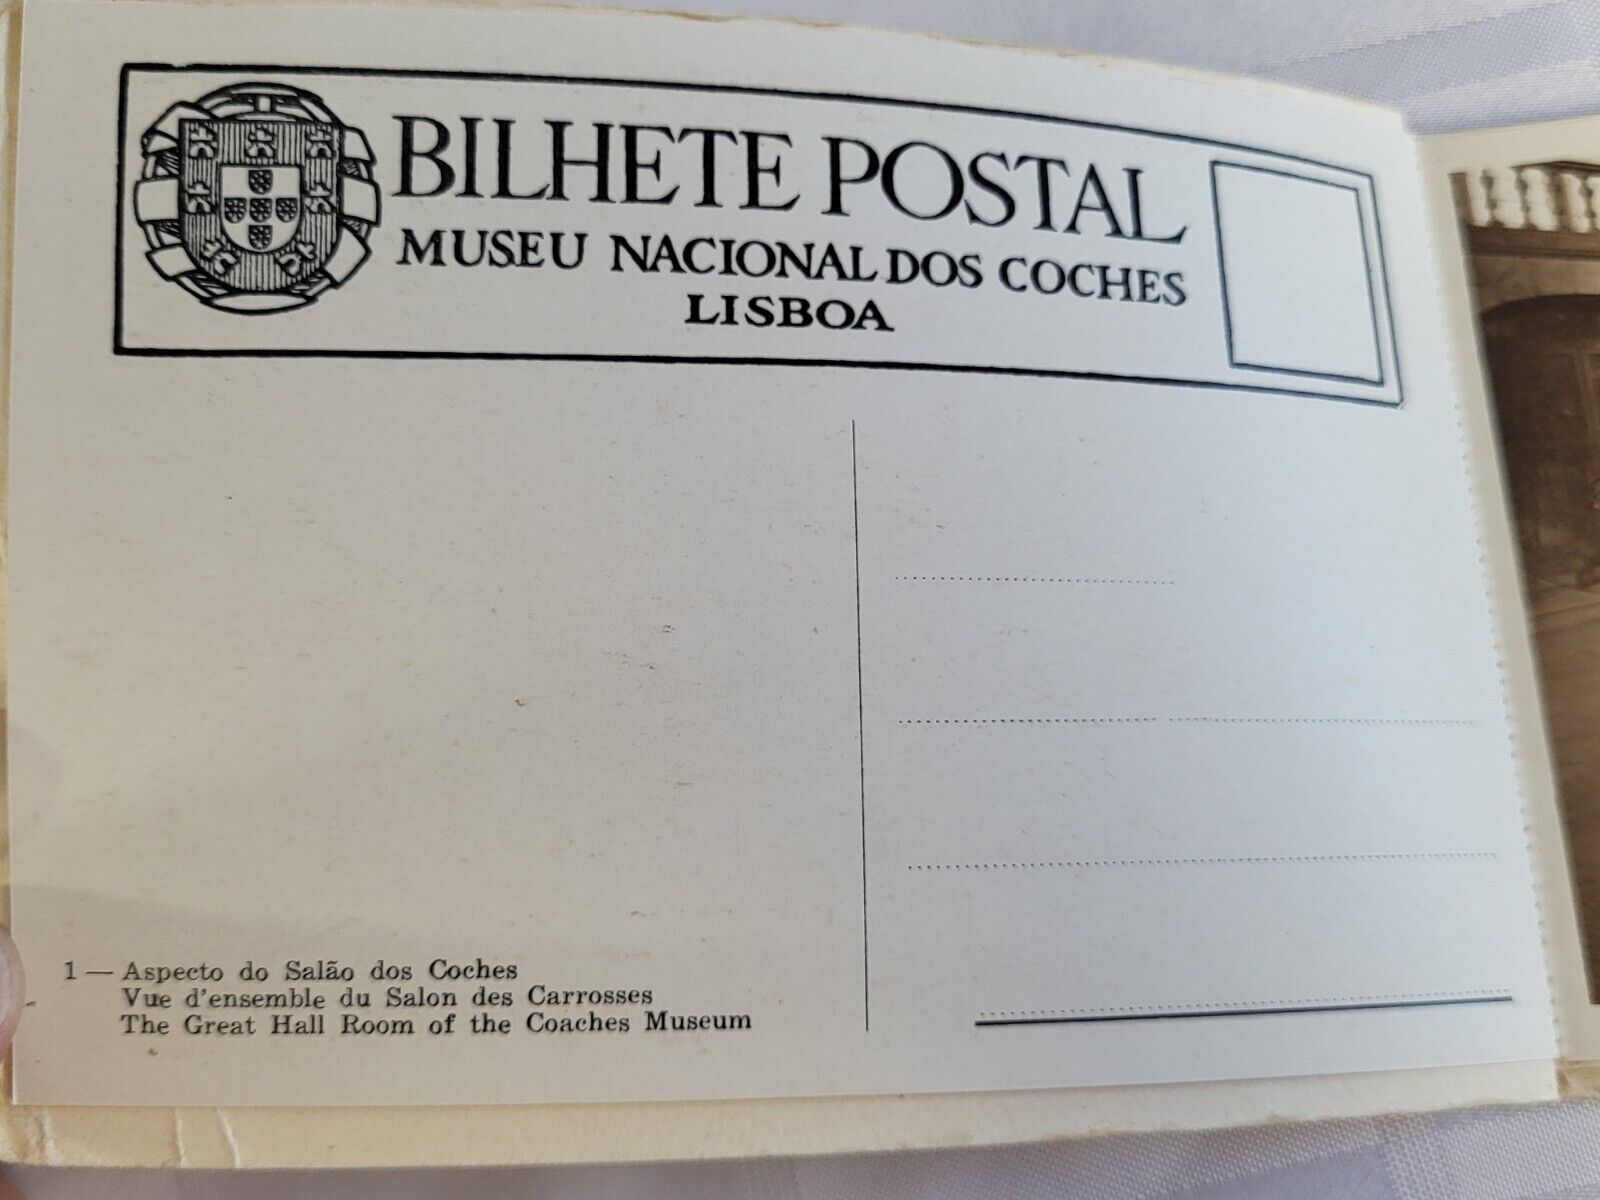 BILHETE POSTAL
MUSEU NACIONAL DOS COCHES
LISBOA
1 — Aspecto do Salão dos Coches
Vue d'ensemble du Salon des Carrosses
The Great Hall Room of the Coaches Museum